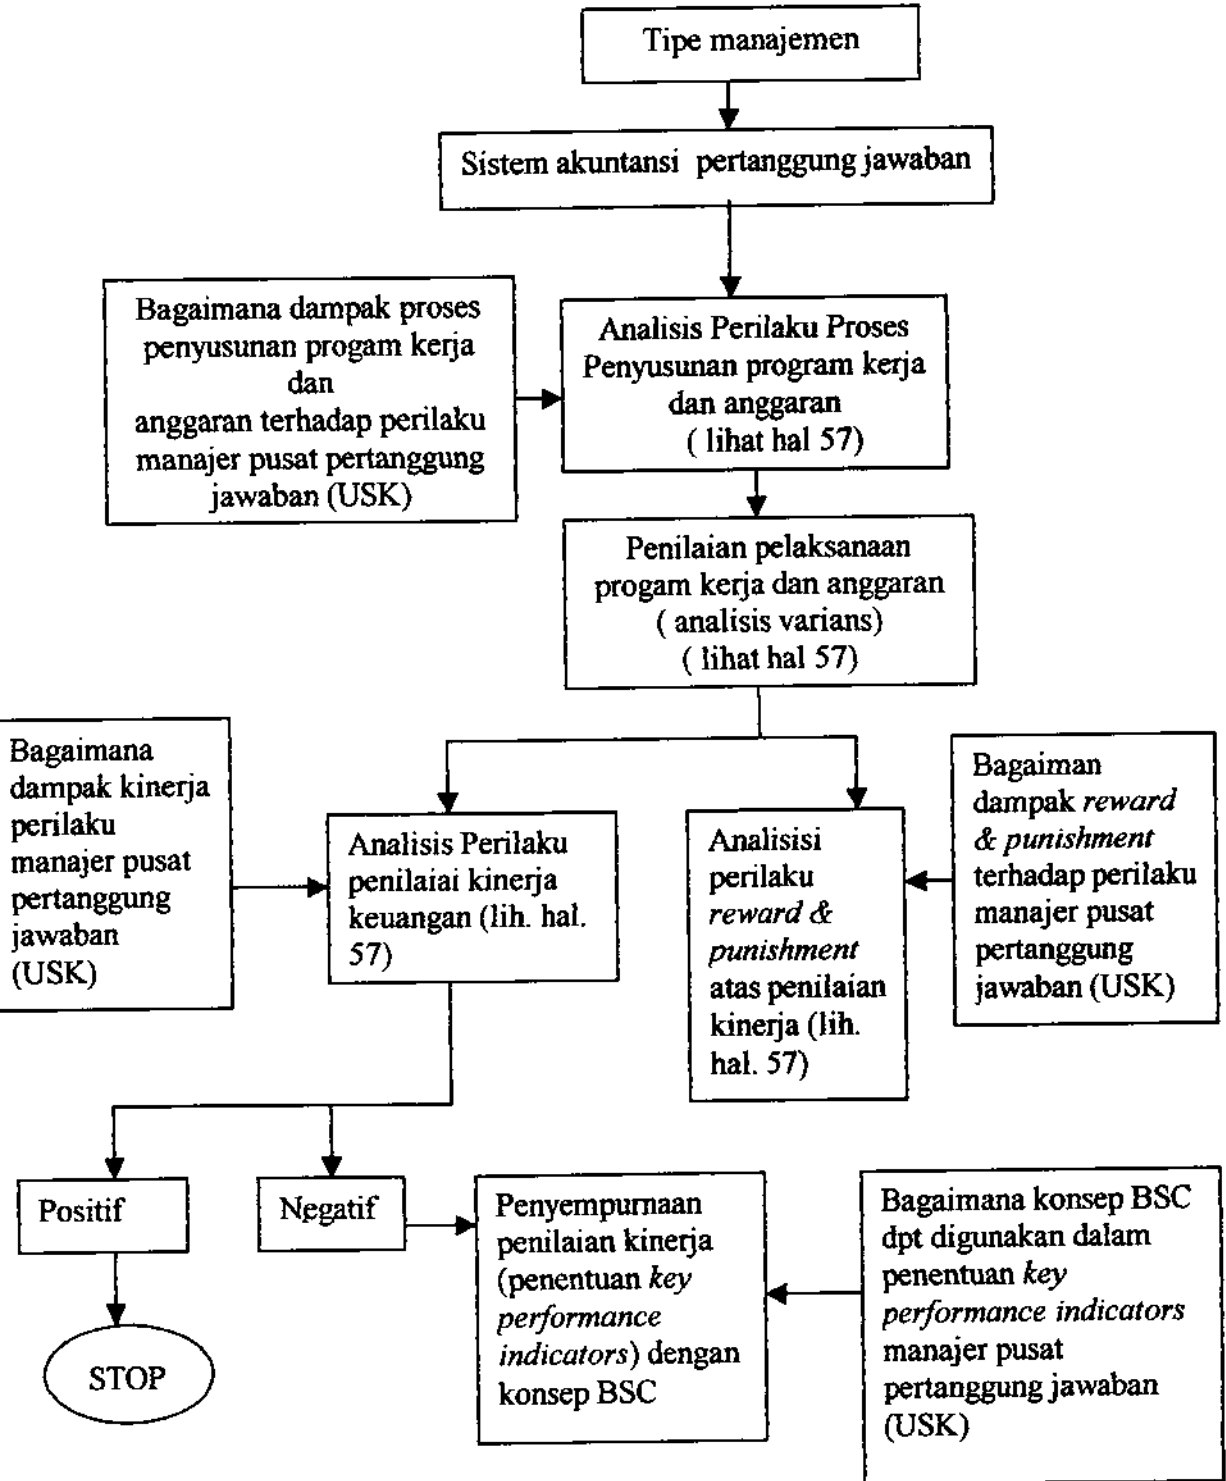 Tipe manajemen
Sistem akuntansi pertanggung jawaban
Bagaimana dampak proses
penyusunan progam kerja
dan
anggaran terhadap perilaku
manajer pusat pertanggung
jawaban (USK)
Analisis Perilaku Proses
Penyusunan program kerja
dan anggaran
( lihat hal 57)
Penilaian pelaksanaan
progam kerja dan anggaran
( analisis varians)
( lihat hal 57)
Bagaimana
dampak kinerja
perilaku
manajer pusat
pertanggung
jawaban
(USK)
Analisis Perilaku
penilaiai kinerja
keuangan (lih. hal.
57)
Analisisi
perilaku
reward &
punishment
atas penilaian
kinerja (lih.
hal. 57)
Bagaiman
dampak reward
& punishment
terhadap perilaku
manajer pusat
pertanggung
jawaban (USK)
Positif
Negatif
Penyempurnaan
penilaian kinerja
(penentuan key
performance
indicators) dengan
konsep BSC
Bagaimana konsep BSC
dpt digunakan dalam
penentuan key
performance indicators
manajer pusat
pertanggung jawaban
(USK)
STOP